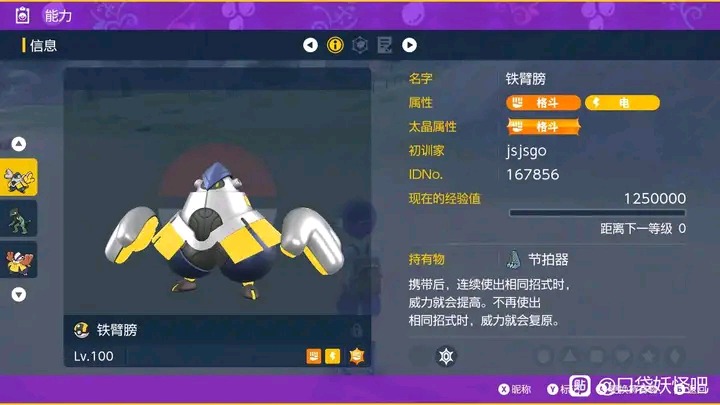 能力
信息
名字 铁臂膀
属性 格斗 电
太晶属性 格斗
初训家 jsjsgo
IDNo. 167856
现在的经验值 1250000
距离下一等级 0
持有物 节拍器
携带后，连续使出相同招式时，
威力就会提高。不再使出
相同招式时，威力就会复原。
铁臂膀
Lv.100
X 昵称
Y
贴 @口袋妖怪吧